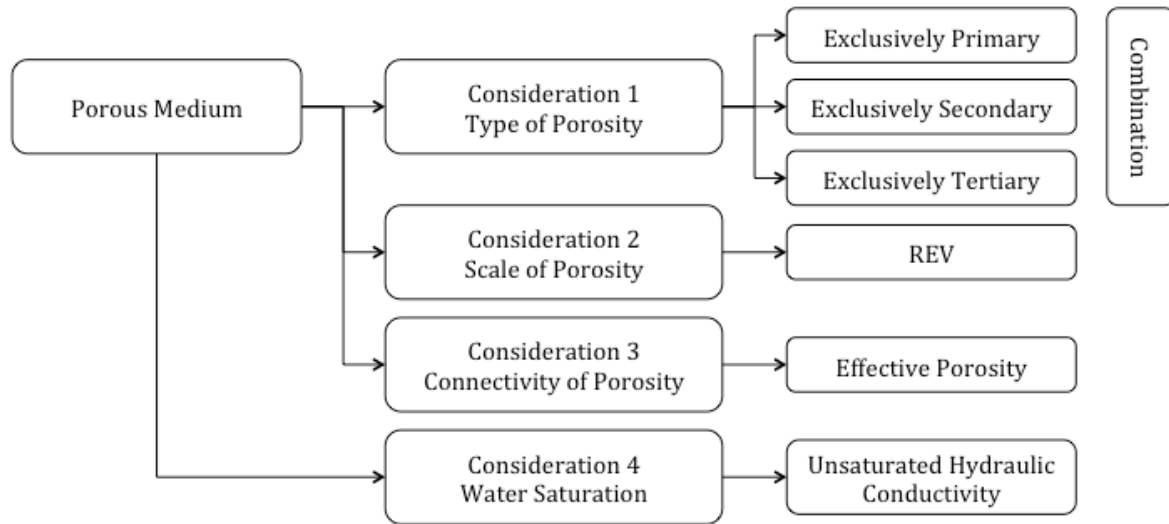 Porous Medium
Consideration 1
Type of Porosity
Exclusively Primary
Exclusively Secondary
Exclusively Tertiary
Combination
Consideration 2
Scale of Porosity
REV
Consideration 3
Connectivity of Porosity
Effective Porosity
Consideration 4
Water Saturation
Unsaturated Hydraulic
Conductivity